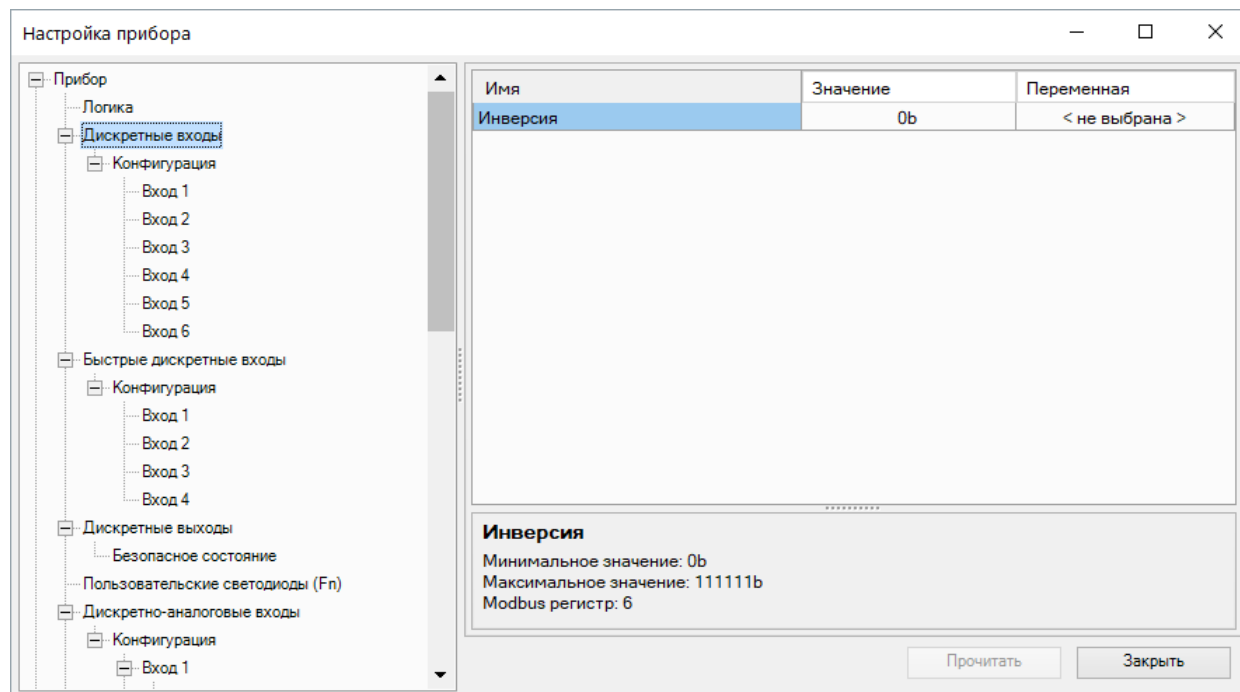 Настройка прибора
Прибор
Логика
Дискретные входы
Конфигурация
Вход 1
Вход 2
Вход 3
Вход 4
Вход 5
Вход 6
Быстрые дискретные входы
Конфигурация
Вход 1
Вход 2
Вход 3
Вход 4
Дискретные выходы
Безопасное состояние
Пользовательские светодиоды (Fn)
Дискретно-аналоговые входы
Конфигурация
Вход 1
Имя Значение Переменная
Инверсия 0b < не выбрана >
Инверсия
Минимальное значение: 0b
Максимальное значение: 111111b
Modbus регистр: 6
Прочитать Закрыть